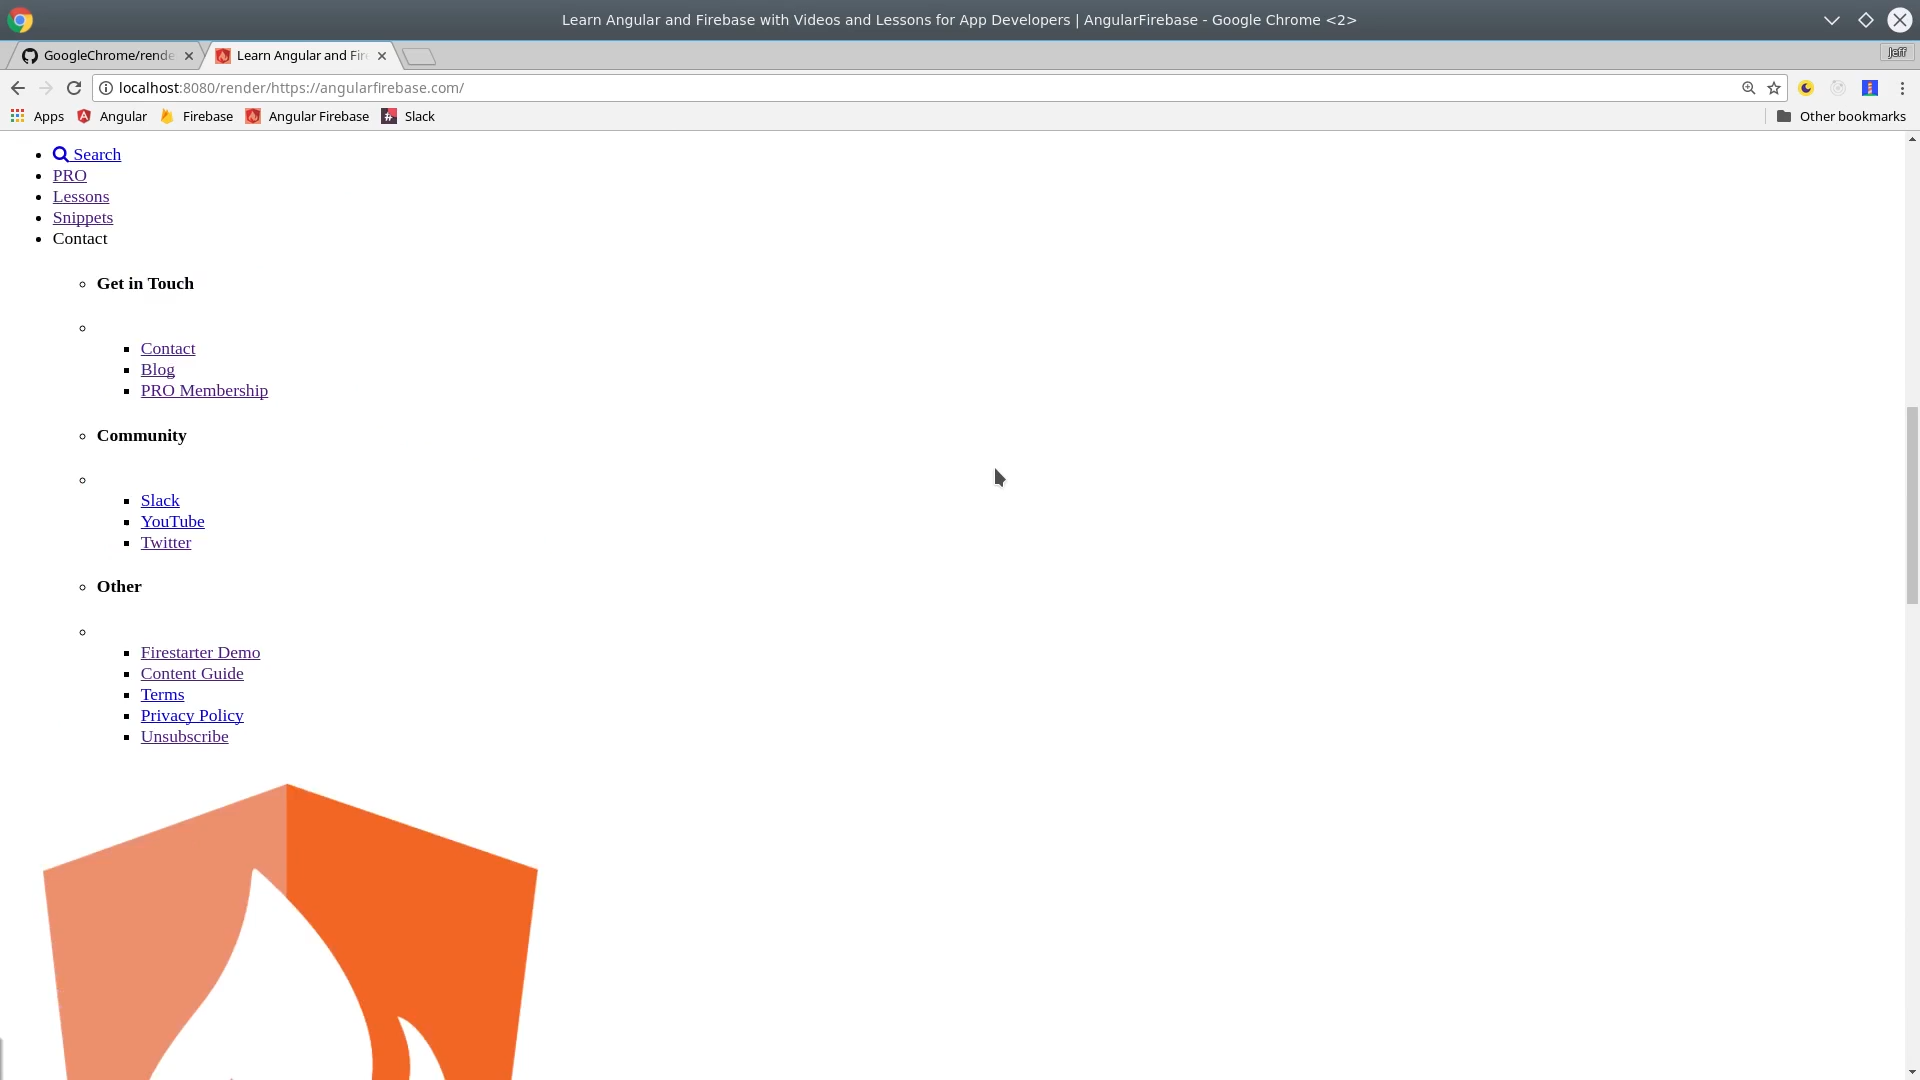 Learn Angular and Firebase with Videos and Lessons for App Developers | AngularFirebase - Google Chrome <2>
GoogleChrome/rende
Learn Angular and Fir
Jeff
localhost:8080/render/https://angularfirebase.com/
Apps
Angular
Firebase
Angular Firebase
Slack
Other bookmarks
Search
PRO
Lessons
Snippets
Contact
Get in Touch
Contact
Blog
PRO Membership
Community
Slack
YouTube
Twitter
Other
Firestarter Demo
Content Guide
Terms
Privacy Policy
Unsubscribe